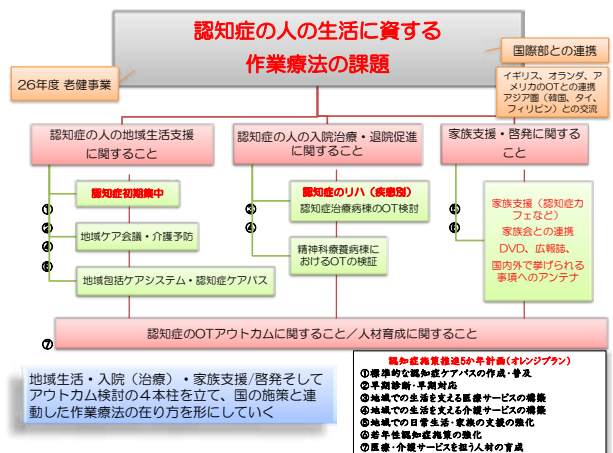 認知症の人の生活に資する
作業療法の課題
国際部との連携
イギリス、オランダ、ア
メリカのOTとの連携
アジア圏(韓国、タイ、
フィリピン)との交流
26年度 老健事業
認知症の人の地域生活支援
に関すること
認知症の人の入院治療・退院促進
に関すること
家族支援・啓発に関する
こと
認知症初期集中
①
②
地域ケア会議・介護予防
④
⑤
地域包括ケアシステム・認知症ケアパス
認知症のリハ(疾患別)
認知症治療病棟のOT検討
③
④
精神科療養病棟
におけるOTの検証
⑤
⑥
家族支援(認知症カ
フェなど)
家族会との連携
DVD、広報誌、
国内外で挙げられる
事項へのアンテナ
⑦
認知症のOTアウトカムに関すること/人材育成に関すること
地域生活・入院(治療)・家族支援/啓発そして
アウトカム検討の4本柱を立て、国の施策と連
動した作業療法の在り方を形にしていく
認知症施策推進5か年計画(オレンジプラン)
①標準的な認知症ケアパスの作成・普及
②早期診断・早期対応
③地域での生活を支える医療サービスの構築
④地域での生活を支える介護サービスの構築
⑤地域での日常生活・家族の支援の強化
⑥若年性認知症施策の強化
⑦医療・介護サービスを担う人材の育成